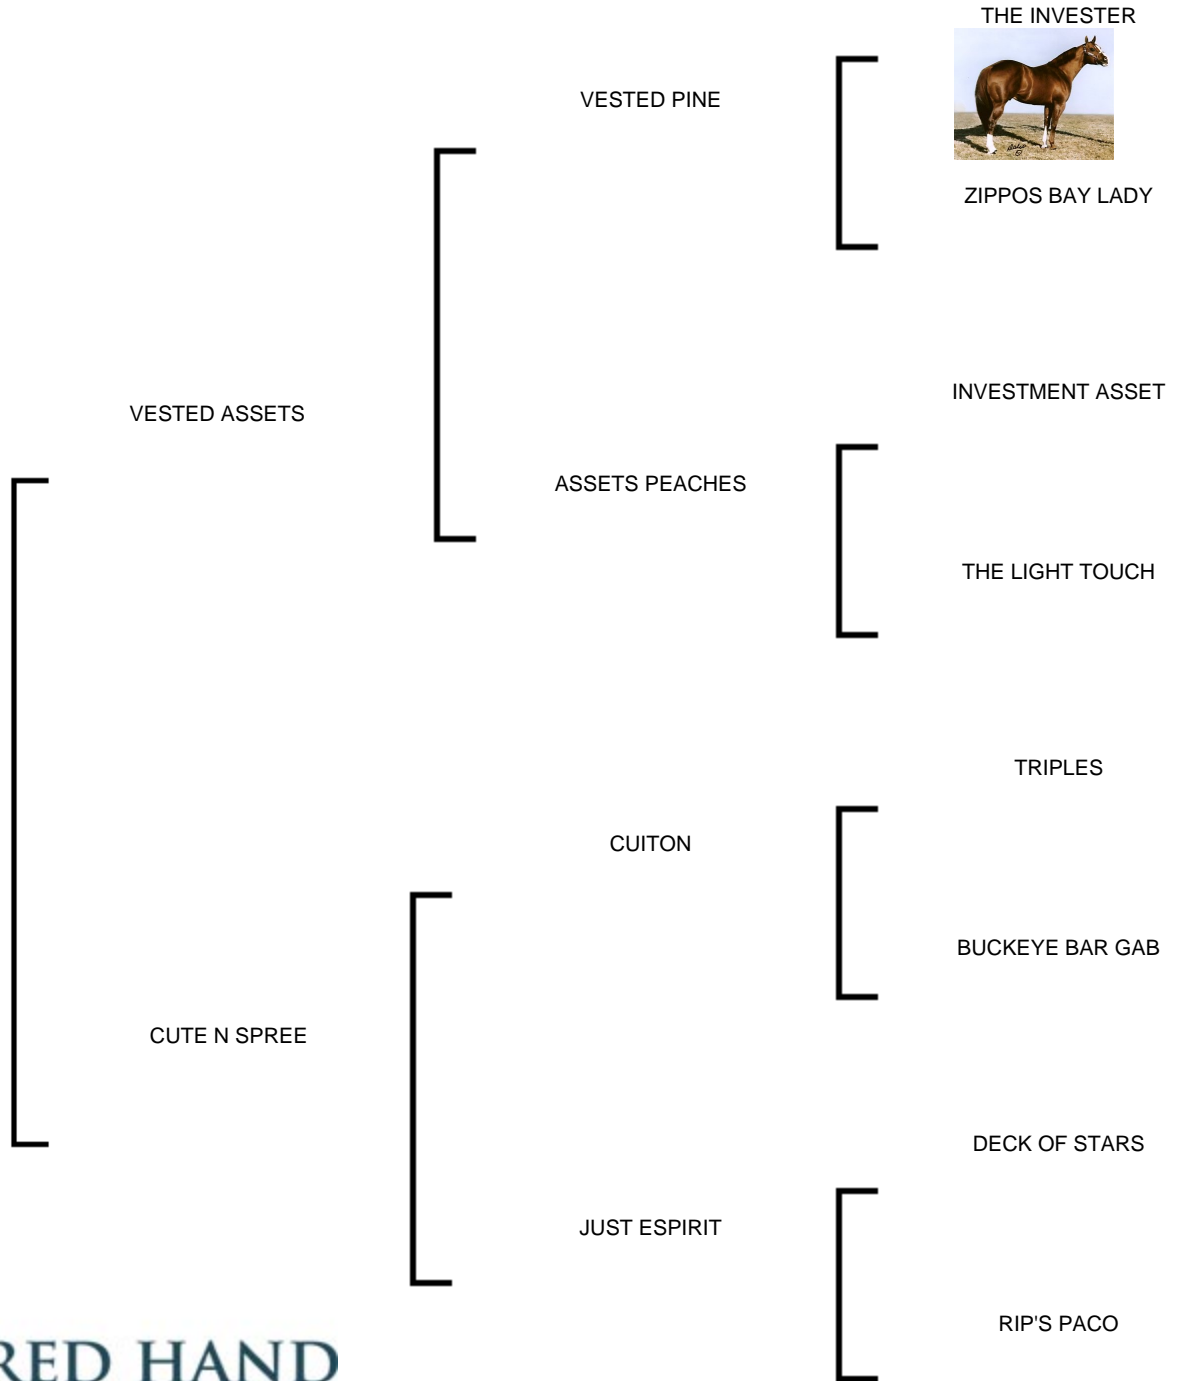 THE INVESTER
VESTED PINE
ZIPPOS BAY LADY
INVESTMENT ASSET
VESTED ASSETS
ASSETS PEACHES
THE LIGHT TOUCH
TRIPLES
CUITON
BUCKEYE BAR GAB
CUTE N SPREE
DECK OF STARS
JUST ESPIRIT
RIP'S PACO
RED HAND